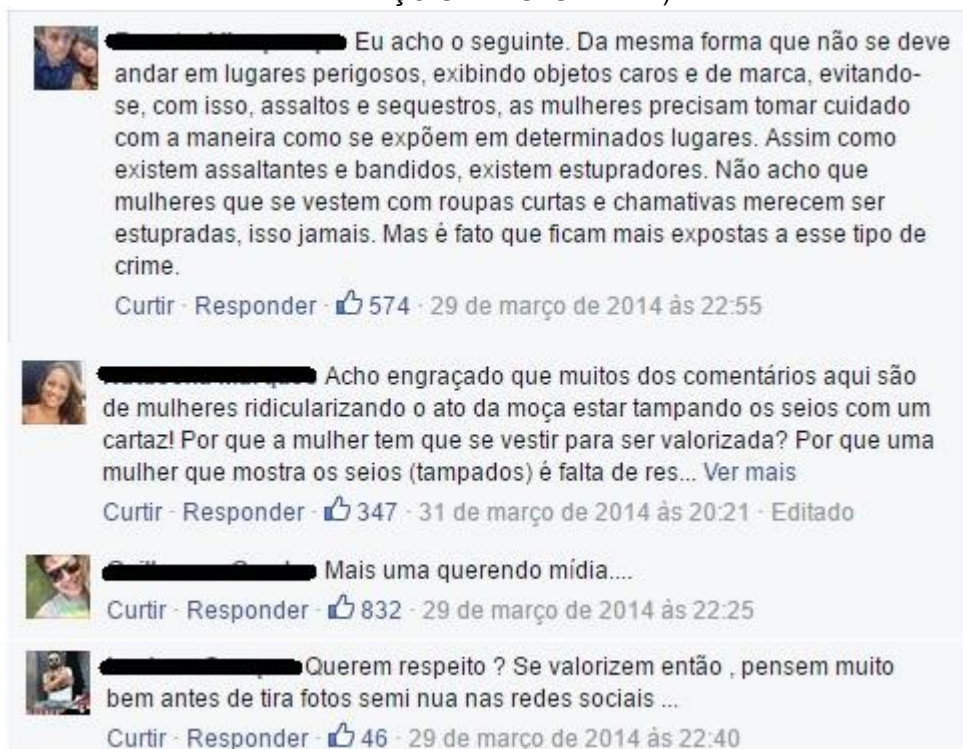 Eu acho o seguinte. Da mesma forma que não se deve
andar em lugares perigosos, exibindo objetos caros e de marca, evitando-
se, com isso, assaltos e sequestros, as mulheres precisam tomar cuidado
com a maneira como se expõem em determinados lugares. Assim como
existem assaltantes e bandidos, existem estupradores. Não acho que
mulheres que se vestem com roupas curtas e chamativas merecem ser
estupradas, isso jamais. Mas é fato que ficam mais expostas a esse tipo de
crime.
Curtir · Responder · 574 · 29 de março de 2014 às 22:55
Acho engraçado que muitos dos comentários aqui são
de mulheres ridicularizando o ato da moça estar tampando os seios com um
cartaz! Por que a mulher tem que se vestir para ser valorizada? Por que uma
mulher que mostra os seios (tampados) é falta de res... Ver mais
Curtir · Responder · 347 · 31 de março de 2014 às 20:21 · Editado
Mais uma querendo mídia....
Curtir · Responder · 832 · 29 de março de 2014 às 22:25
Querem respeito ? Se valorizem então , pensem muito
bem antes de tira fotos semi nua nas redes sociais ...
Curtir · Responder · 46 · 29 de março de 2014 às 22:40